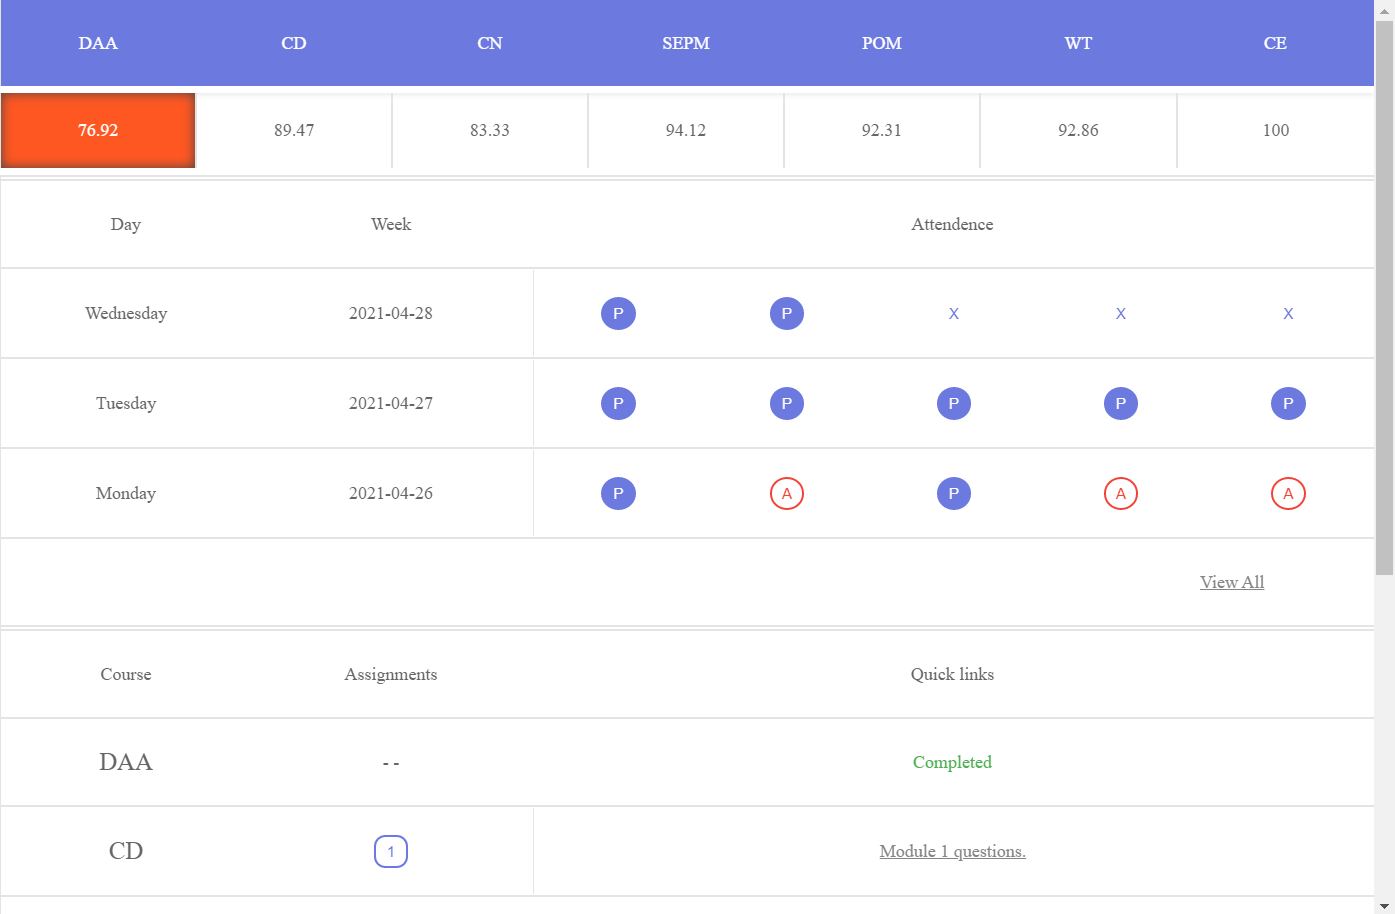 DAA CD CN SEPM POM WT CE
76.92 89.47 83.33 94.12 92.31 92.86 100
Day Week Attendence
Wednesday 2021-04-28 P P X X X
Tuesday 2021-04-27 P P P P P
Monday 2021-04-26 P A P A A
View All
Course Assignments Quick links
DAA -- Completed
CD 1 Module 1 questions.